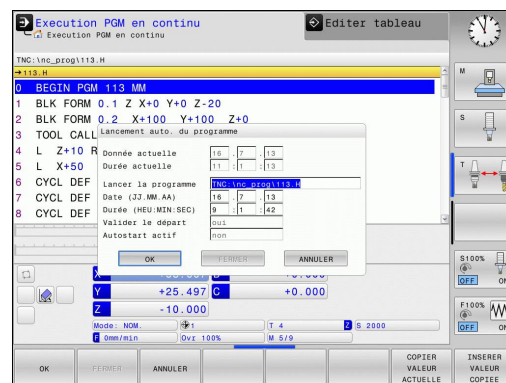 Execution PGM en continu
Execution PGM en continu
Editer tableau
TNC:\nc_prog\113.H
→113.H
0 BEGIN PGM 113 MM
1 BLK FORM 0.1 Z X+0 Y+0 Z-20
2 BLK FORM 0.2 X+100 Y+100 Z+0
3 TOOL CALL
4 L Z+10 R
5 L X+50
6 CYCL DEF
7 CYCL DEF
8 CYCL DEF
Lancement auto. du programme
Donnée actuelle 16 . 7 . 13
Durée actuelle 11 : 1 : 13
Lancer la programme TNC:\nc_prog\113.H
Date (JJ.MM.AA) 16 . 7 . 13
Durée (HEU:MIN:SEC) 9 : 1 : 42
Valider le départ oui
Autostart actif non
OK FERMER ANNULER
X
Y +25.497 C +0.000
Z -10.000
Mode: NOM. 1 T 4 Z S 2000
F 0mm/min Ovr 100% M 5/9
M
S
T
S100%
OFF ON
F100%
OFF ON
OK FERMER ANNULER
COPIER VALEUR ACTUELLE
INSERER VALEUR COPIEE